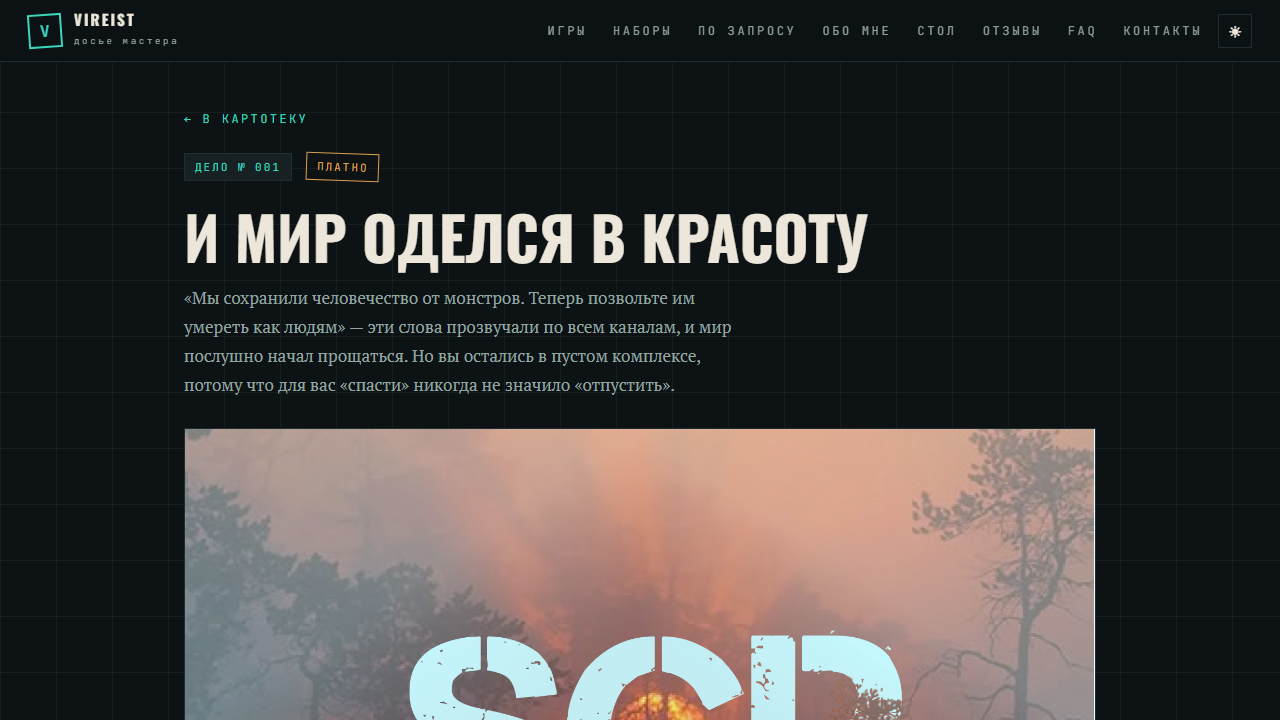 V
VIREIST
досье мастера
ИГРЫ
НАБОРЫ
ПО ЗАПРОСУ
ОБО МНЕ
СТОЛ
ОТЗЫВЫ
FAQ
КОНТАКТЫ
← В КАРТОТЕКУ
ДЕЛО № 001
ПЛАТНО
И МИР ОДЕЛСЯ В КРАСОТУ
«Мы сохранили человечество от монстров. Теперь позвольте им
умереть как людям» — эти слова прозвучали по всем каналам, и мир
послушно начал прощаться. Но вы остались в пустом комплексе,
потому что для вас «спасти» никогда не значило «отпустить».
SCP